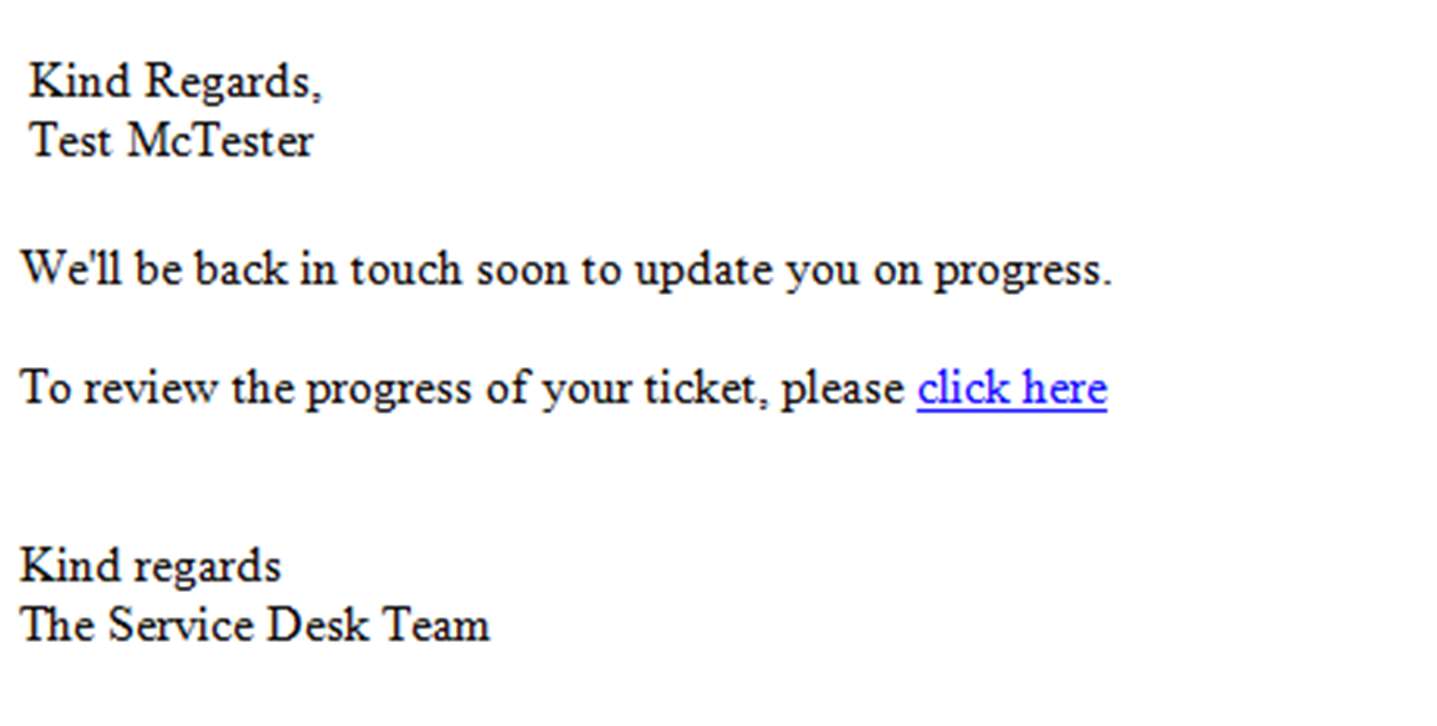 Kind Regards,
Test McTester
We'll be back in touch soon to update you on progress.
To review the progress of your ticket, please click here
Kind regards
The Service Desk Team